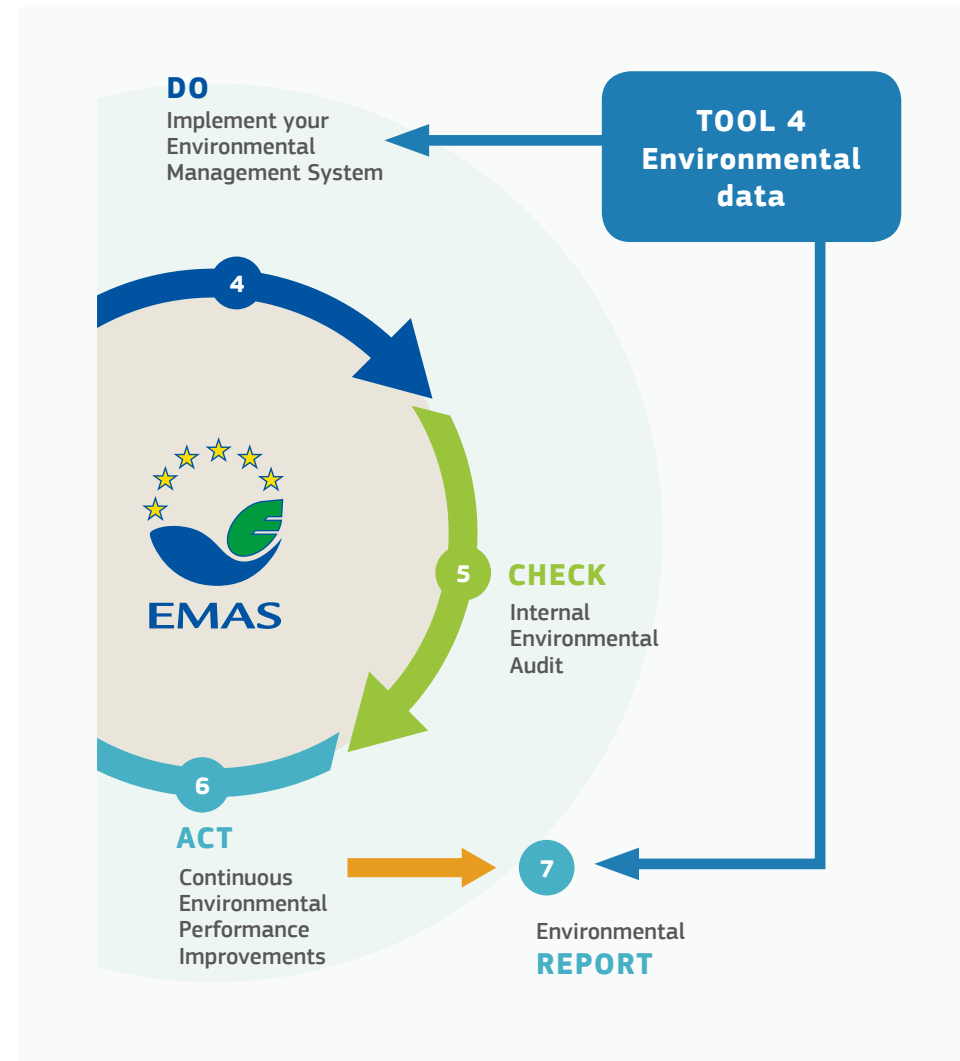 DO
Implement your
Environmental
Management System
TOOL 4
Environmental
data
4
EMAS
5
CHECK
Internal
Environmental
Audit
6
ACT
Continuous
Environmental
Performance
Improvements
7
Environmental
REPORT